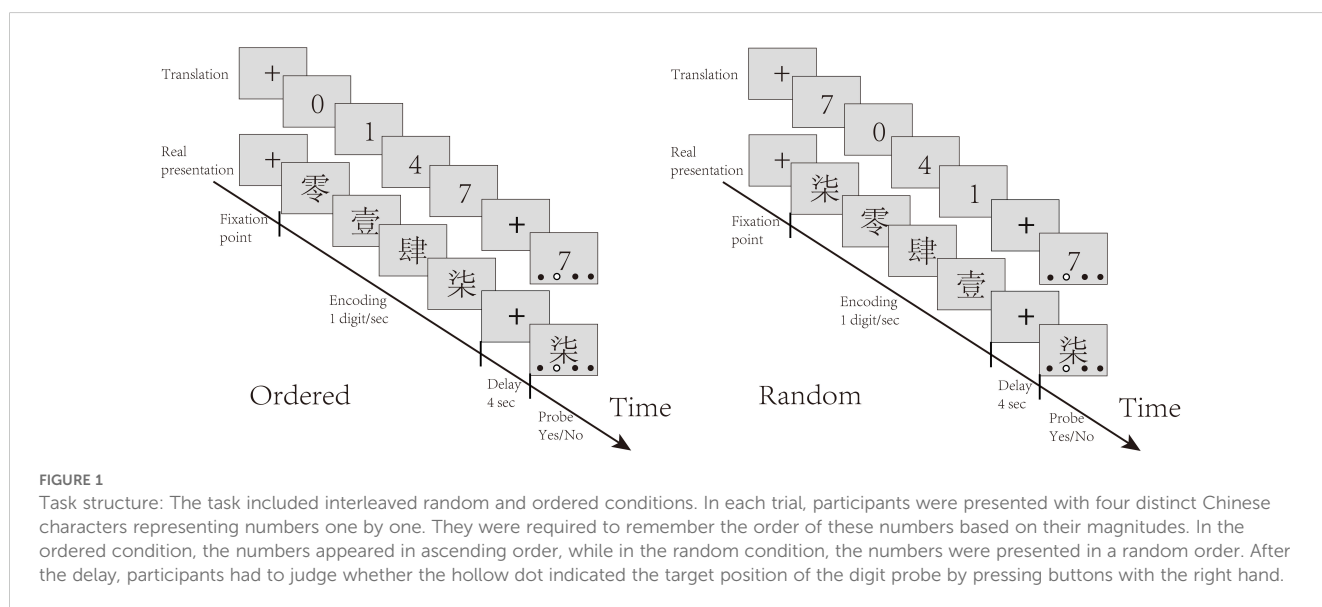 Translation
+
0
1
4
7
+
7
Real
presentation
+
零
壹
肆
柒
+
柒
Fixation
point
Encoding
1 digit/sec
Delay
4 sec
Probe
Yes/No
Ordered
Time
Translation
+
7
0
4
1
+
7
Real
presentation
+
柒
零
肆
壹
+
柒
Fixation
point
Encoding
1 digit/sec
Delay
4 sec
Probe
Yes/No
Random
Time
FIGURE 1
Task structure: The task included interleaved random and ordered conditions. In each trial, participants were presented with four distinct Chinese
characters representing numbers one by one. They were required to remember the order of these numbers based on their magnitudes. In the
ordered condition, the numbers appeared in ascending order, while in the random condition, the numbers were presented in a random order. After
the delay, participants had to judge whether the hollow dot indicated the target position of the digit probe by pressing buttons with the right hand.